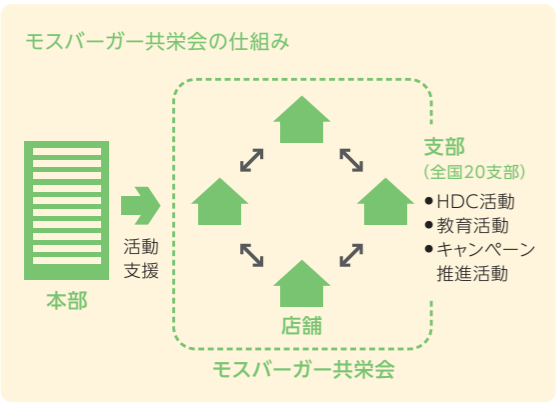 モスバーガー共栄会の仕組み
支部
(全国20支部)
●HDC活動
●教育活動
●キャンペーン
推進活動
活動
支援
本部
店舗
モスバーガー共栄会